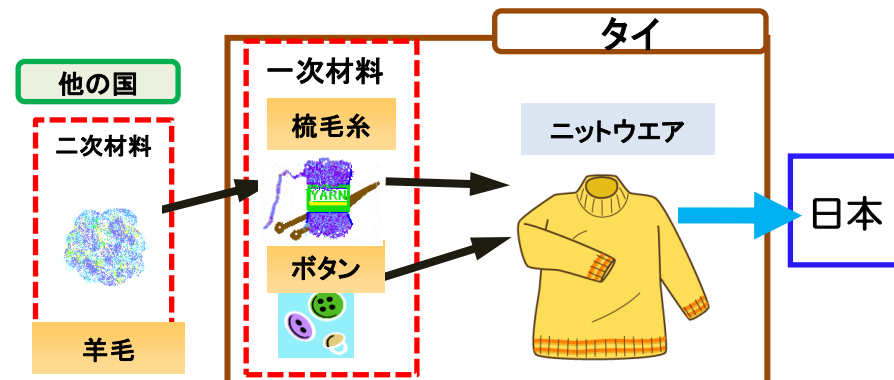 タイ
他の国
二次材料
羊毛
一次材料
梳毛糸
YARN
ボタン
ニットウエア
日本